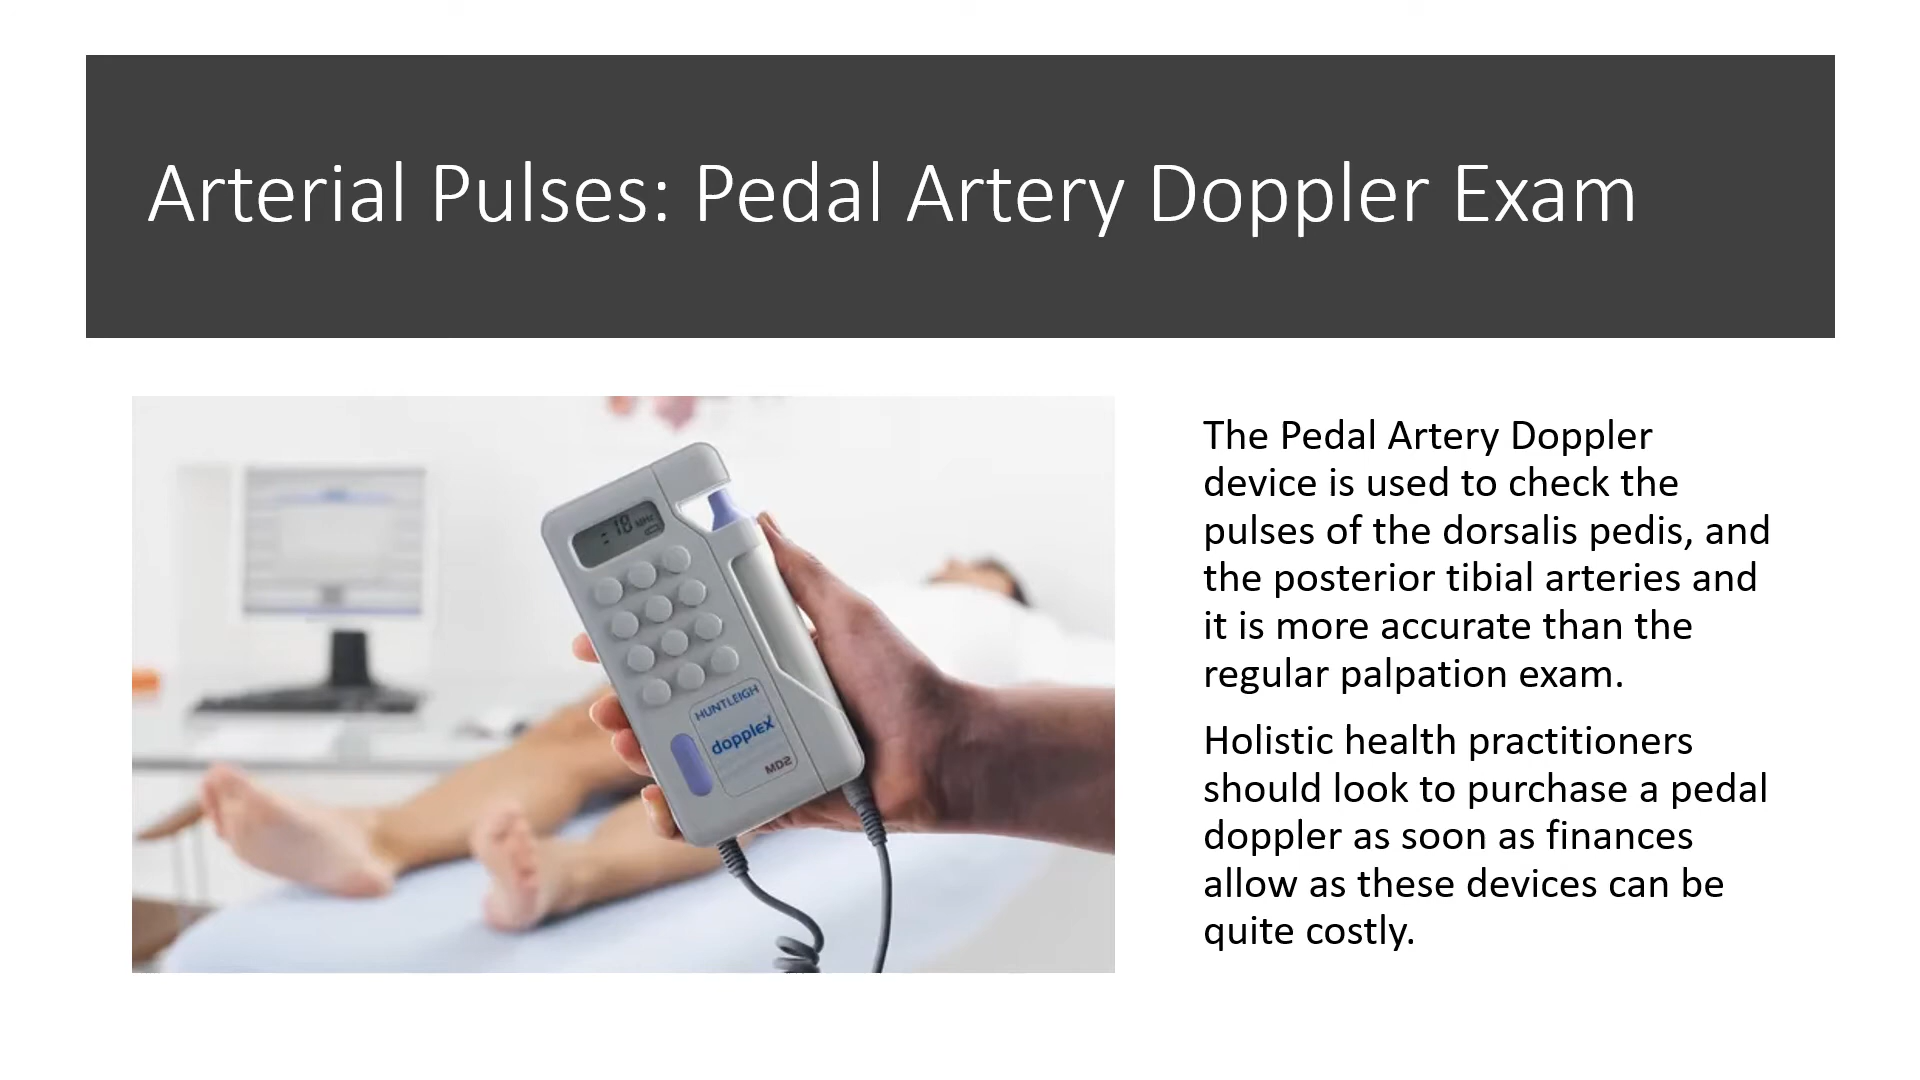 Arterial Pulses: Pedal Artery Doppler Exam
The Pedal Artery Doppler
device is used to check the
pulses of the dorsalis pedis, and
the posterior tibial arteries and
it is more accurate than the
regular palpation exam.
Holistic health practitioners
should look to purchase a pedal
doppler as soon as finances
allow as these devices can be
quite costly.
HUNTLEIGH
dopplex
MD2